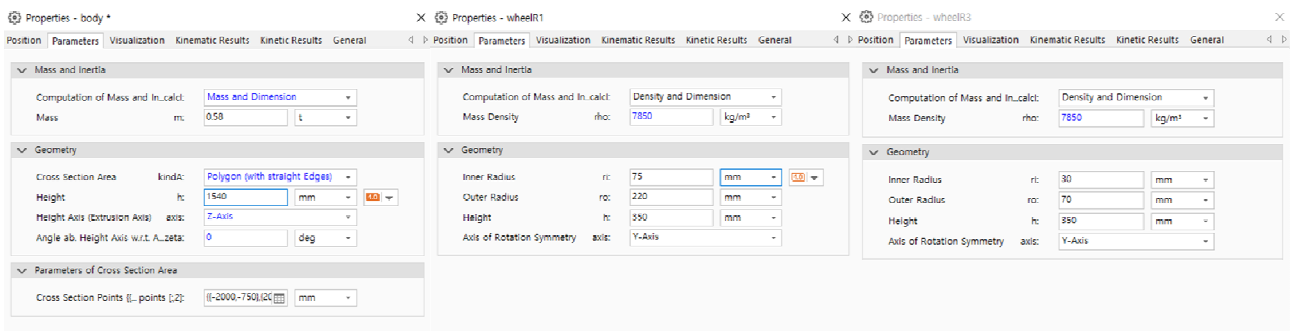 Properties - body *
Position Parameters Visualization Kinematic Results Kinetic Results General
Mass and Inertia
Computation of Mass and In...calcI: Mass and Dimension
Mass m: 0.58 t
Geometry
Cross Section Area kindA: Polygon (with straight Edges)
Height h: 1540 mm 1.0
Height Axis (Extrusion Axis) axis: Z-Axis
Angle ab. Height Axis w.r.t. A...zeta: 0 deg
Parameters of Cross Section Area
Cross Section Points {{... points [;2]: {{-2000,-750},{20 mm
Properties - wheelR1
Position Parameters Visualization Kinematic Results Kinetic Results General
Mass and Inertia
Computation of Mass and In...calcI: Density and Dimension
Mass Density rho: 7850 kg/m³
Geometry
Inner Radius ri: 75 mm 1.0
Outer Radius ro: 220 mm
Height h: 350 mm
Axis of Rotation Symmetry axis: Y-Axis
Properties - wheelR3
Position Parameters Visualization Kinematic Results Kinetic Results General
Mass and Inertia
Computation of Mass and In...calcI: Density and Dimension
Mass Density rho: 7850 kg/m³
Geometry
Inner Radius ri: 30 mm
Outer Radius ro: 70 mm
Height h: 350 mm
Axis of Rotation Symmetry axis: Y-Axis